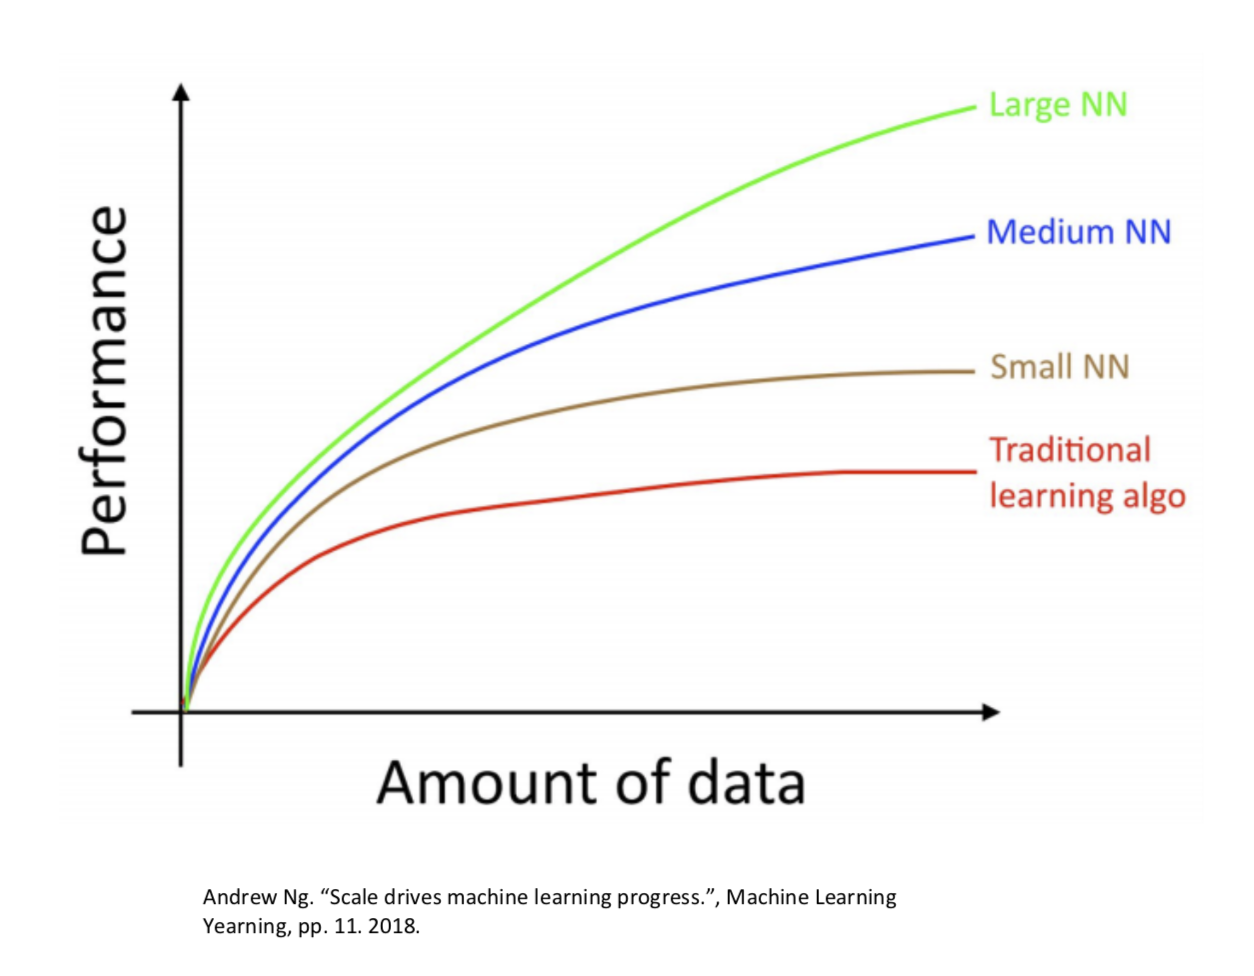 Large NN
Medium NN
Small NN
Traditional
learning algo
Performance
Amount of data
Andrew Ng. “Scale drives machine learning progress.”, Machine Learning
Yearning, pp. 11. 2018.